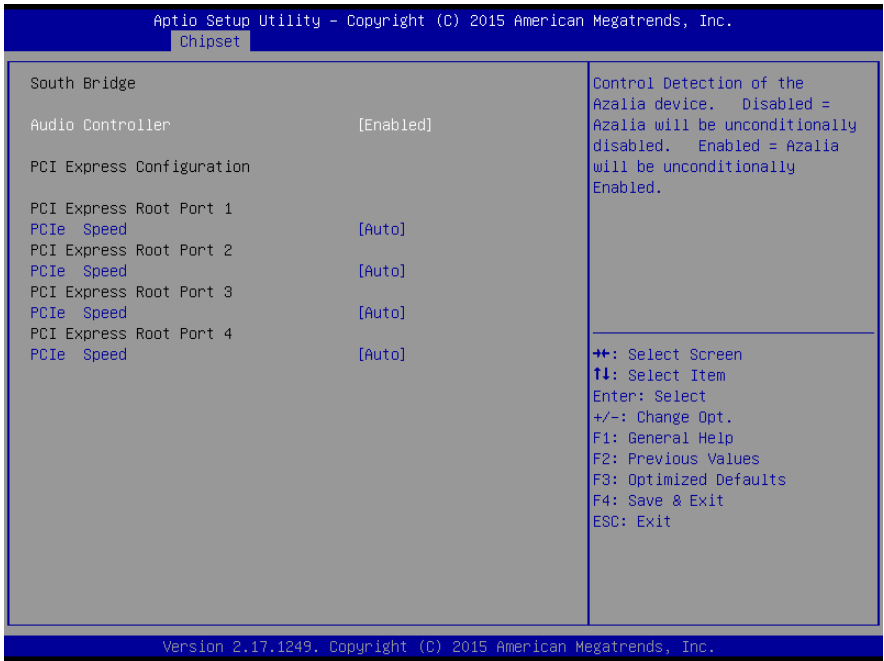 Aptio Setup Utility – Copyright (C) 2015 American Megatrends, Inc.
Chipset
South Bridge
Audio Controller [Enabled]
PCI Express Configuration
PCI Express Root Port 1
PCIe Speed [Auto]
PCI Express Root Port 2
PCIe Speed [Auto]
PCI Express Root Port 3
PCIe Speed [Auto]
PCI Express Root Port 4
PCIe Speed [Auto]
Control Detection of the
Azalia device. Disabled =
Azalia will be unconditionally
disabled. Enabled = Azalia
will be unconditionally
Enabled.
→←: Select Screen
↑↓: Select Item
Enter: Select
+/-: Change Opt.
F1: General Help
F2: Previous Values
F3: Optimized Defaults
F4: Save & Exit
ESC: Exit
Version 2.17.1249. Copyright (C) 2015 American Megatrends, Inc.